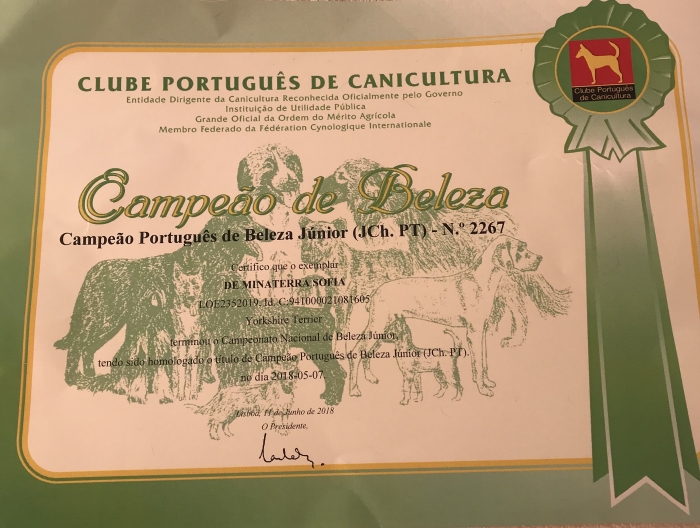 CLUBE PORTUGUÊS DE CANICULTURA
Entidade Dirigente da Canicultura Reconhecida Oficialmente pelo Governo
Instituição de Utilidade Pública
Grande Oficial da Ordem do Mérito Agrícola
Membro Federado da Fédération Cynologique Internationale
Clube Português
de Canicultura
Campeão de Beleza
Campeão Português de Beleza Júnior (JCh. PT) - N.º 2267
Certifico que o exemplar
DE MINATERRA SOFIA
LOE2352019, Id. C:941000021081605
Yorkshire Terrier
terminou o Campeonato Nacional de Beleza Júnior,
tendo sido homologado o título de Campeão Português de Beleza Júnior (JCh. PT).
no dia 2018-05-07
Lisboa, 11 de Junho de 2018
O Presidente,